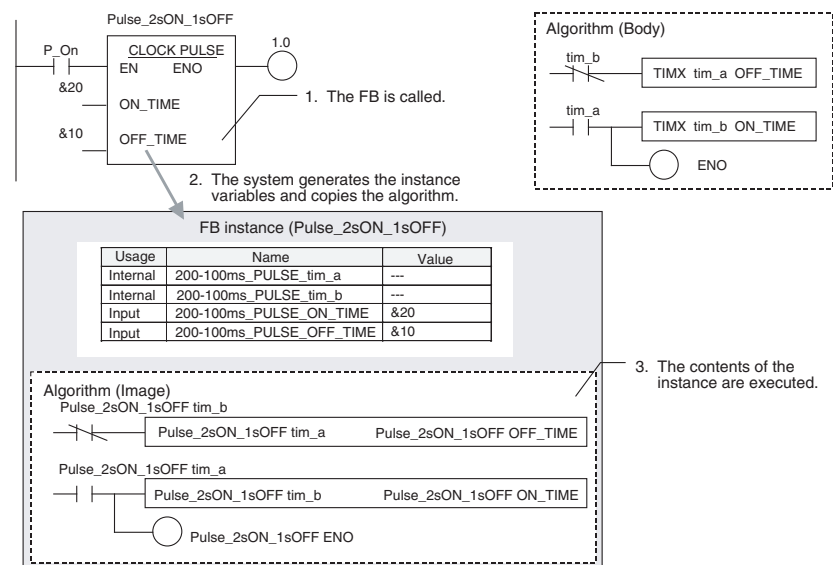 Pulse_2sON_1sOFF
P_On
CLOCK PULSE
EN ENO
1.0
&20
ON_TIME
&10
OFF_TIME
1. The FB is called.
2. The system generates the instance
variables and copies the algorithm.
Algorithm (Body)
tim_b
TIMX tim_a OFF_TIME
tim_a
TIMX tim_b ON_TIME
ENO
FB instance (Pulse_2sON_1sOFF)
Usage Name Value
Internal 200-100ms_PULSE_tim_a ---
Internal 200-100ms_PULSE_tim_b ---
Input 200-100ms_PULSE_ON_TIME &20
Input 200-100ms_PULSE_OFF_TIME &10
3. The contents of the
instance are executed.
Algorithm (Image)
Pulse_2sON_1sOFF tim_b
Pulse_2sON_1sOFF tim_a Pulse_2sON_1sOFF OFF_TIME
Pulse_2sON_1sOFF tim_a
Pulse_2sON_1sOFF tim_b Pulse_2sON_1sOFF ON_TIME
Pulse_2sON_1sOFF ENO